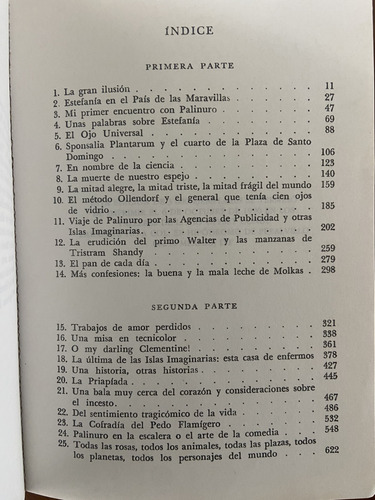 ÍNDICE
PRIMERA PARTE
1. La gran ilusión . . . . . . . . . . 11
2. Estefanía en el País de las Maravillas . . . . . 27
3. Mi primer encuentro con Palinuro . . . . . . 47
4. Unas palabras sobre Estefanía . . . . . . . 69
5. El Ojo Universal . . . . . . . . . . 88
6. Sponsalia Plantarum y el cuarto de la Plaza de Santo
Domingo . . . . . . . . . . . . 106
7. En nombre de la ciencia . . . . . . . . 123
8. La muerte de nuestro espejo . . . . . . . 140
9. La mitad alegre, la mitad triste, la mitad frágil del mundo 159
10. El método Ollendorf y el general que tenía cien ojos
de vidrio . . . . . . . . . . . . 185
11. Viaje de Palinuro por las Agencias de Publicidad y otras
Islas Imaginarias . . . . . . . . . . 202
12. La erudición del primo Walter y las manzanas de
Tristram Shandy . . . . . . . . . . 259
13. El pan de cada día . . . . . . . . . . 279
14. Más confesiones: la buena y la mala leche de Molkas . 298
SEGUNDA PARTE
15. Trabajos de amor perdidos . . . . . . . . 321
16. Una misa en tecnicolor . . . . . . . . . 338
17. O my darling Clementine! . . . . . . . . 361
18. La última de las Islas Imaginarias: esta casa de enfermos 378
19. Una historia, otras historias . . . . . . . . 427
20. La Priapíada . . . . . . . . . . . 445
21. Una bala muy cerca del corazón y consideraciones sobre
el incesto . . . . . . . . . . . . 467
22. Del sentimiento tragicómico de la vida . . . . . 486
23. La Cofradía del Pedo Flamígero . . . . . . 532
24. Palinuro en la escalera o el arte de la comedia . . . 548
25. Todas las rosas, todos los animales, todas las plazas, todos
los planetas, todos los personajes del mundo . . . 622